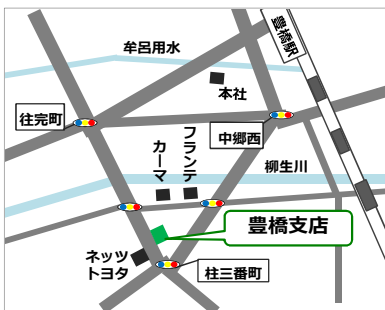 牟呂用水
豊橋駅
本社
往完町
中郷西
フランテ
カーマ
柳生川
豊橋支店
ネッツ
トヨタ
柱三番町